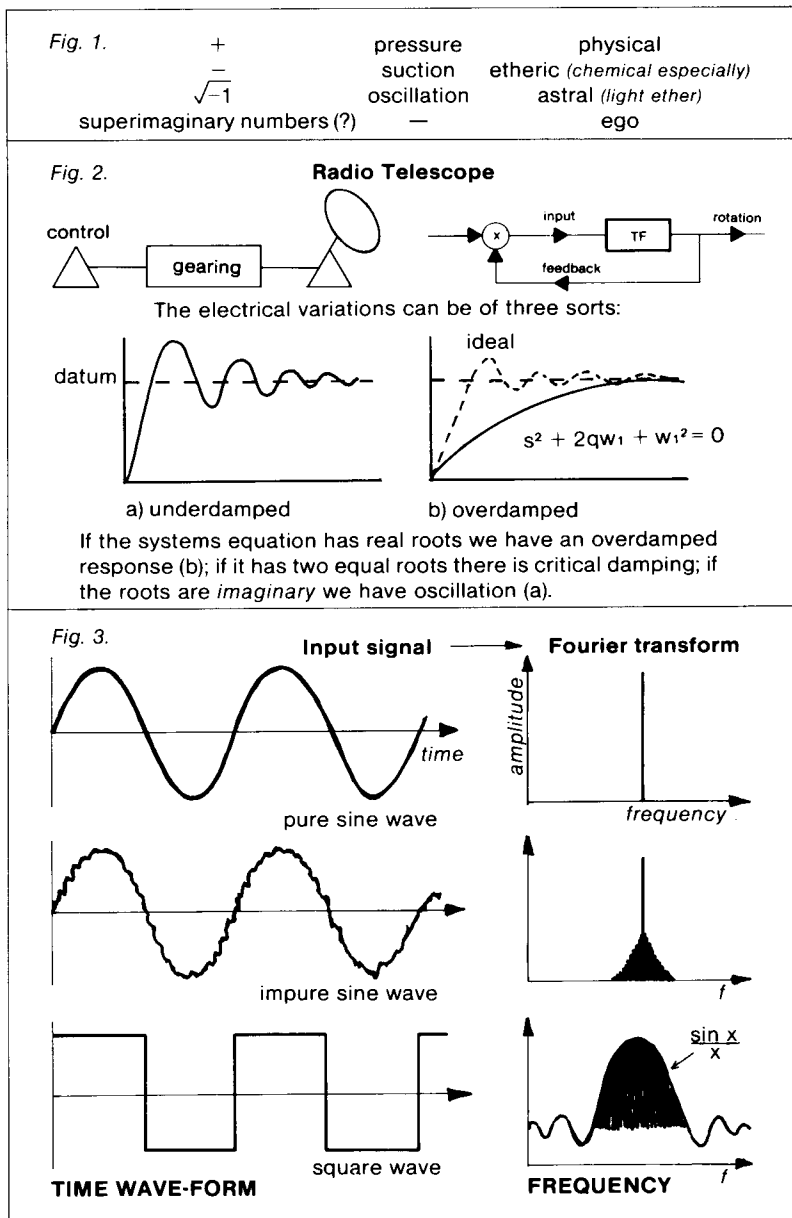 Fig. 1. + pressure physical
− suction etheric (chemical especially)
√−1 oscillation astral (light ether)
superimaginary numbers (?) — ego
Fig. 2. Radio Telescope
control
gearing
x
input
TF
rotation
feedback
The electrical variations can be of three sorts:
datum
ideal
s² + 2qw₁ + w₁² = 0
a) underdamped
b) overdamped
If the systems equation has real roots we have an overdamped
response (b); if it has two equal roots there is critical damping; if
the roots are imaginary we have oscillation (a).
Fig. 3.
Input signal Fourier transform
time
pure sine wave
amplitude
frequency
impure sine wave
f
square wave
sin x
x
f
TIME WAVE-FORM
FREQUENCY